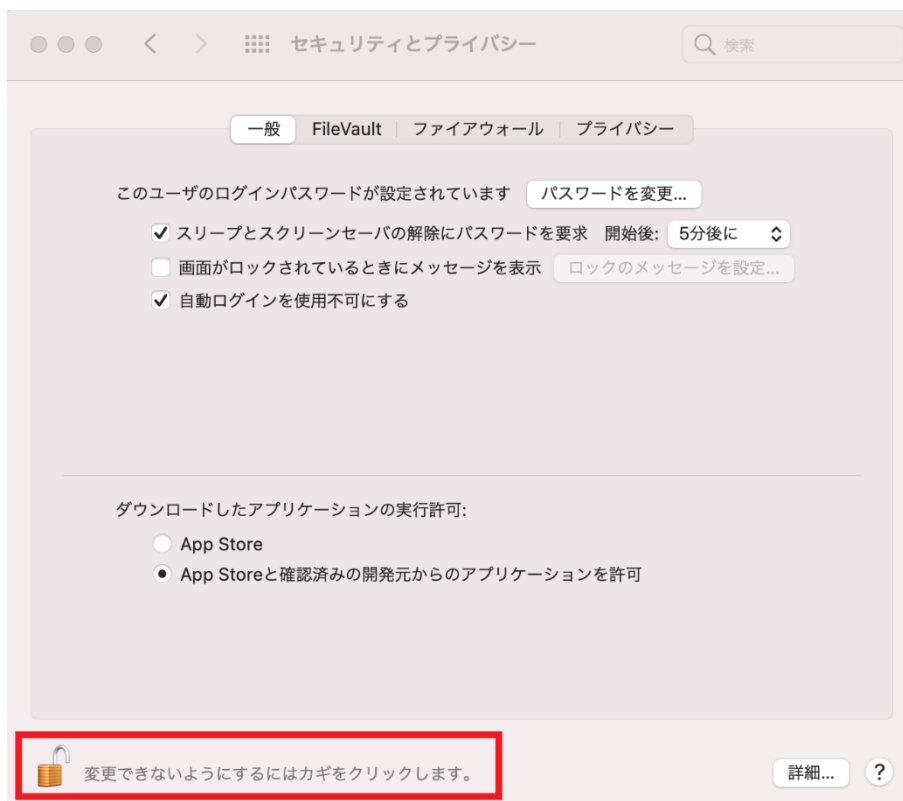 セキュリティとプライバシー 検索
一般 FileVault ファイアウォール プライバシー
このユーザのログインパスワードが設定されています パスワードを変更...
スリープとスクリーンセーバの解除にパスワードを要求 開始後: 5分後に
画面がロックされているときにメッセージを表示 ロックのメッセージを設定...
自動ログインを使用不可にする
ダウンロードしたアプリケーションの実行許可:
App Store
App Storeと確認済みの開発元からのアプリケーションを許可
変更できないようにするにはカギをクリックします。 詳細... ?